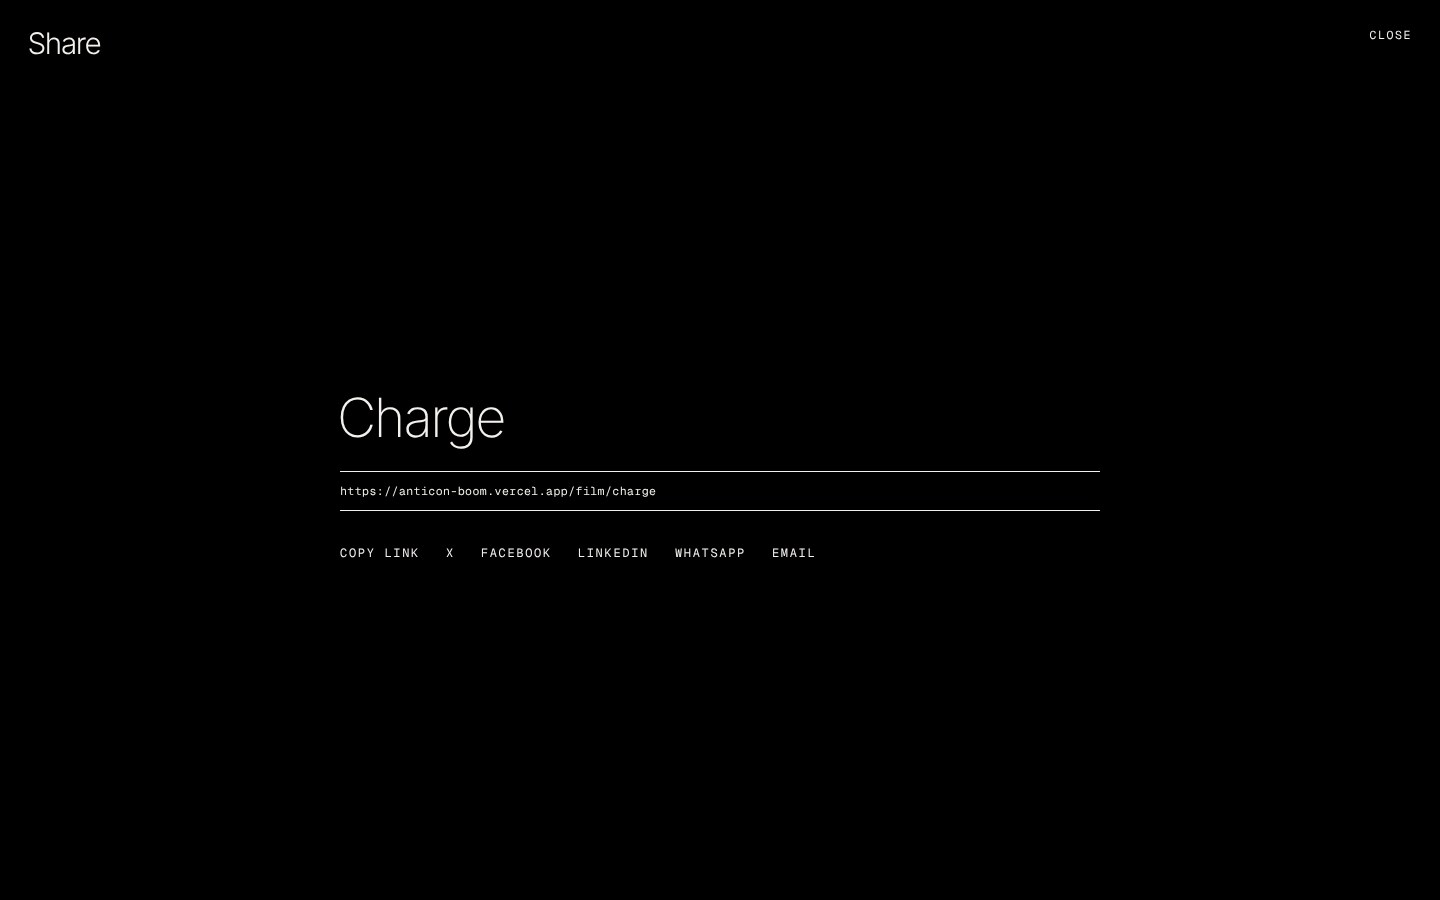 Share
CLOSE
Charge
https://anticon-boom.vercel.app/film/charge
COPY LINK X FACEBOOK LINKEDIN WHATSAPP EMAIL